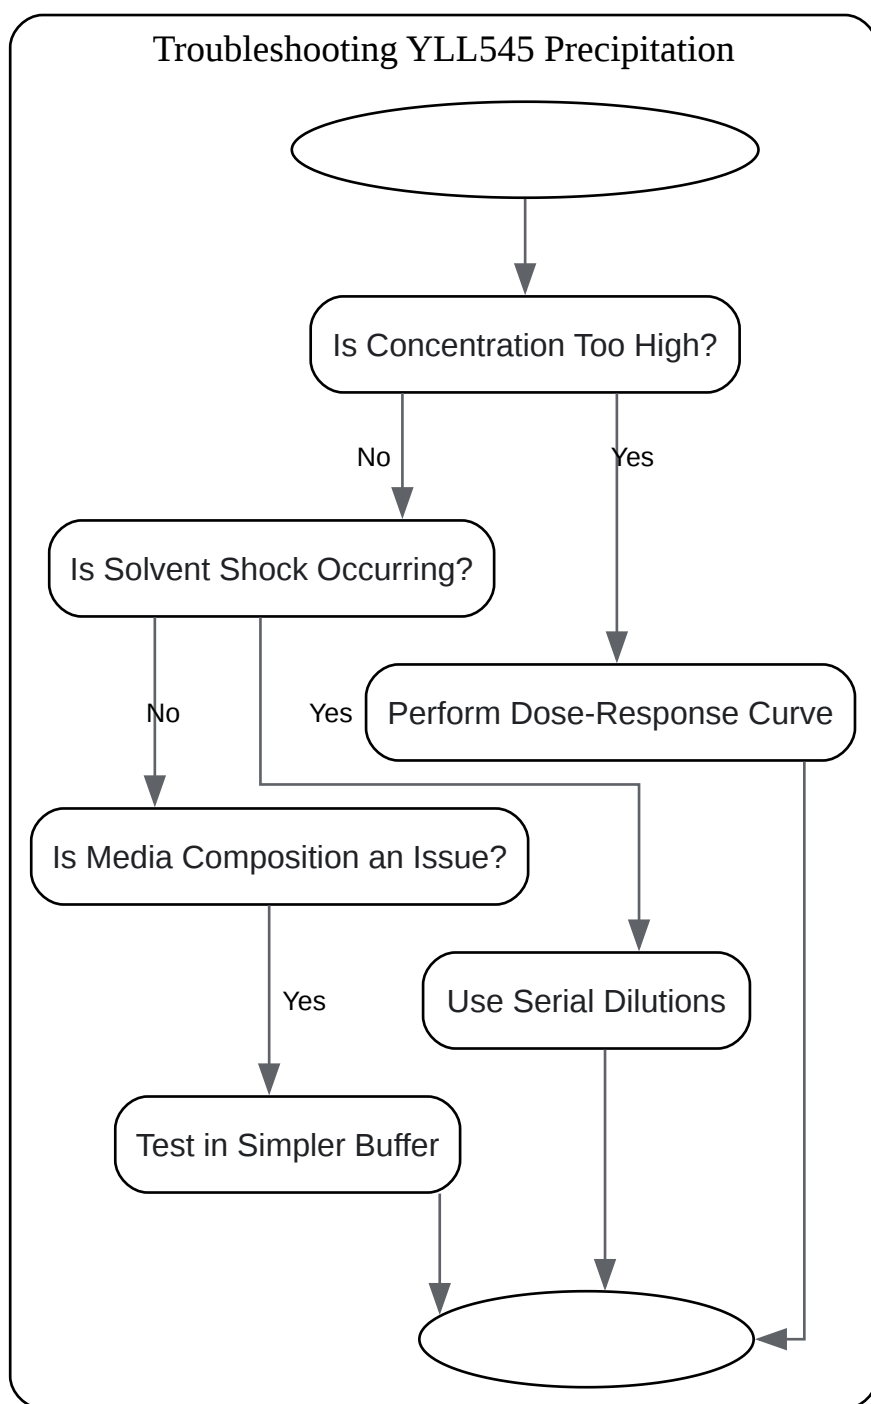 Troubleshooting YLL545 Precipitation
Is Concentration Too High?
No
Yes
Is Solvent Shock Occurring?
No
Yes
Perform Dose-Response Curve
Is Media Composition an Issue?
Yes
Use Serial Dilutions
Test in Simpler Buffer